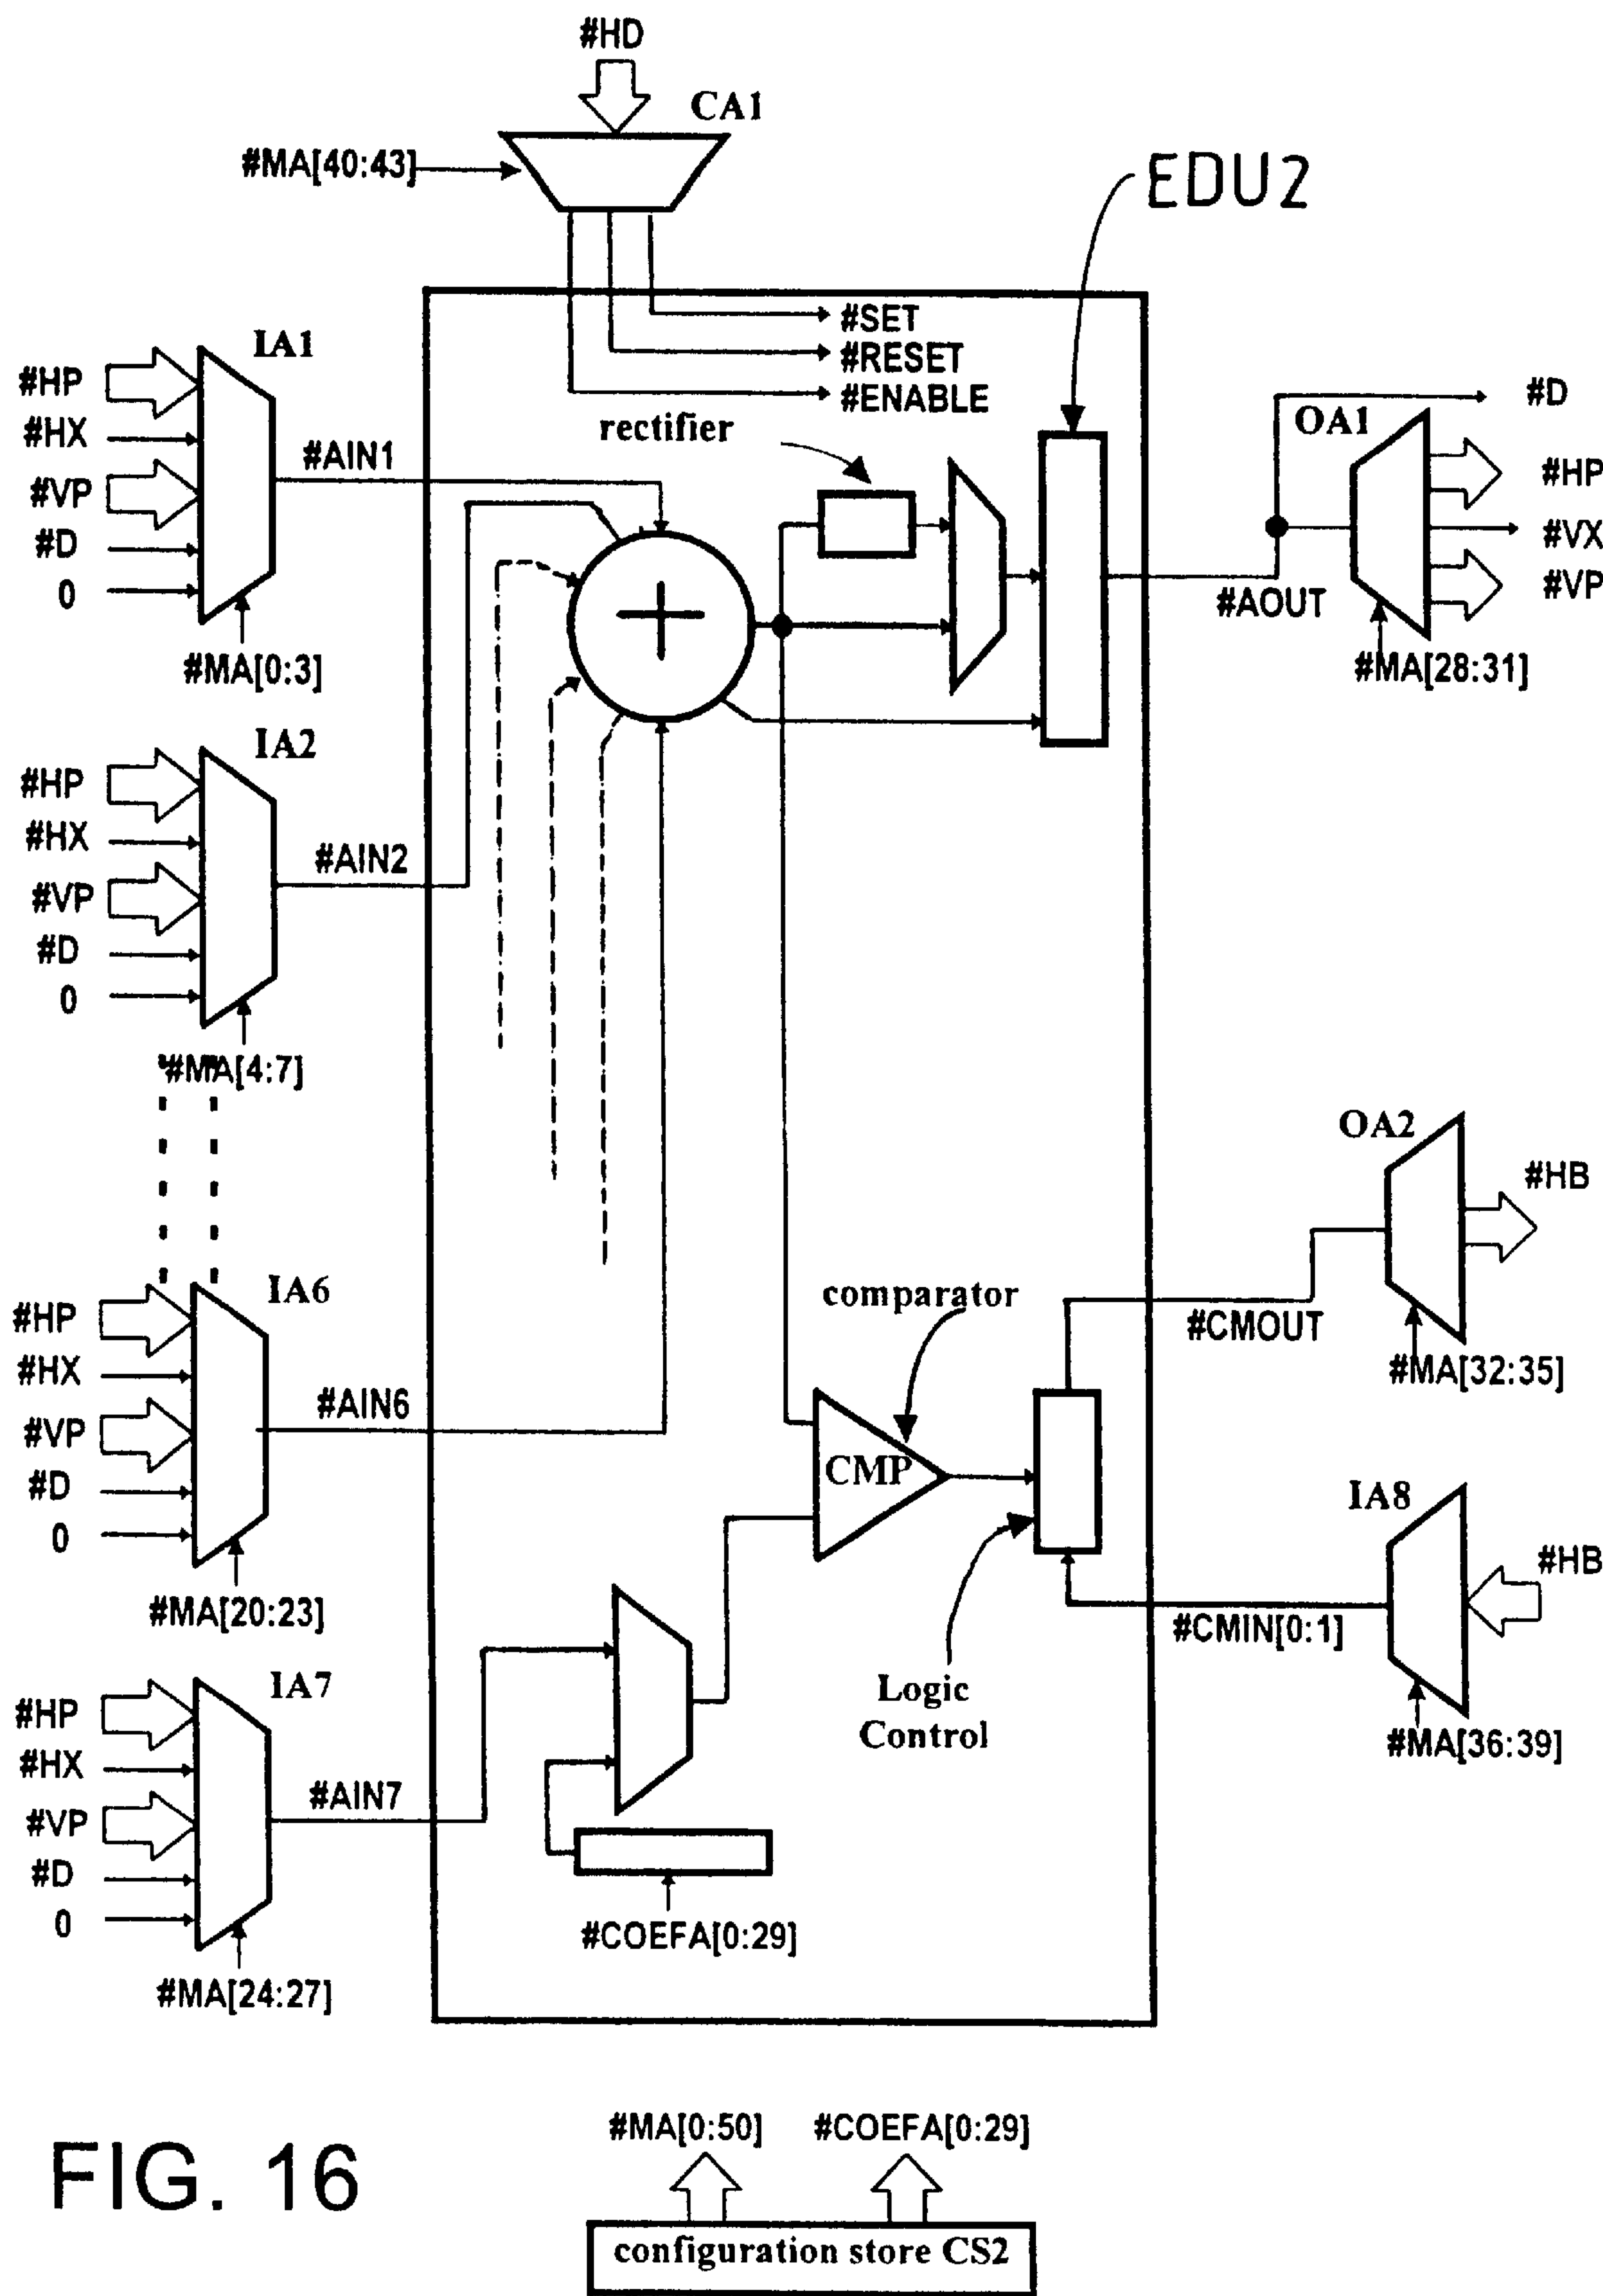 #HD
CA1
#MA[40:43]
EDU2
#SET
#RESET
#ENABLE
rectifier
IA1
#HP
#HX
#VP
#D
0
#AIN1
#MA[0:3]
OA1
#D
#HP
#VX
#VP
#AOUT
#MA[28:31]
+
IA2
#HP
#HX
#VP
#D
0
#AIN2
#MA[4:7]
OA2
#HB
#CMOUT
#MA[32:35]
IA6
#HP
#HX
#VP
#D
0
#AIN6
#MA[20:23]
comparator
CMP
IA8
#HB
#CMIN[0:1]
#MA[36:39]
Logic
Control
IA7
#HP
#HX
#VP
#D
0
#AIN7
#MA[24:27]
#COEFA[0:29]
#MA[0:50]
#COEFA[0:29]
configuration store CS2
FIG. 16